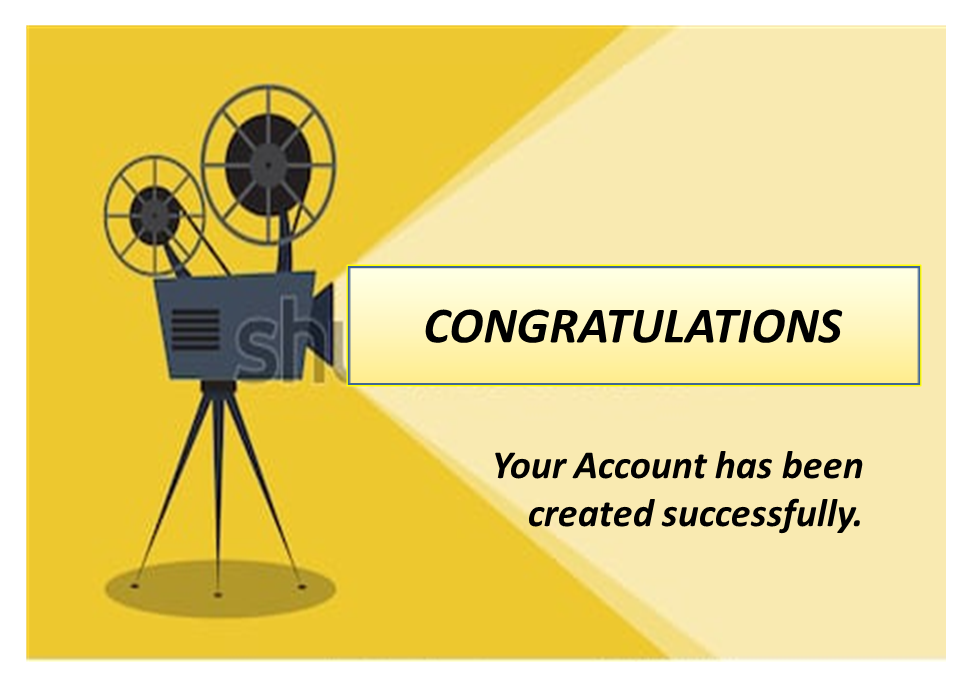 CONGRATULATIONS
Your Account has been
created successfully.